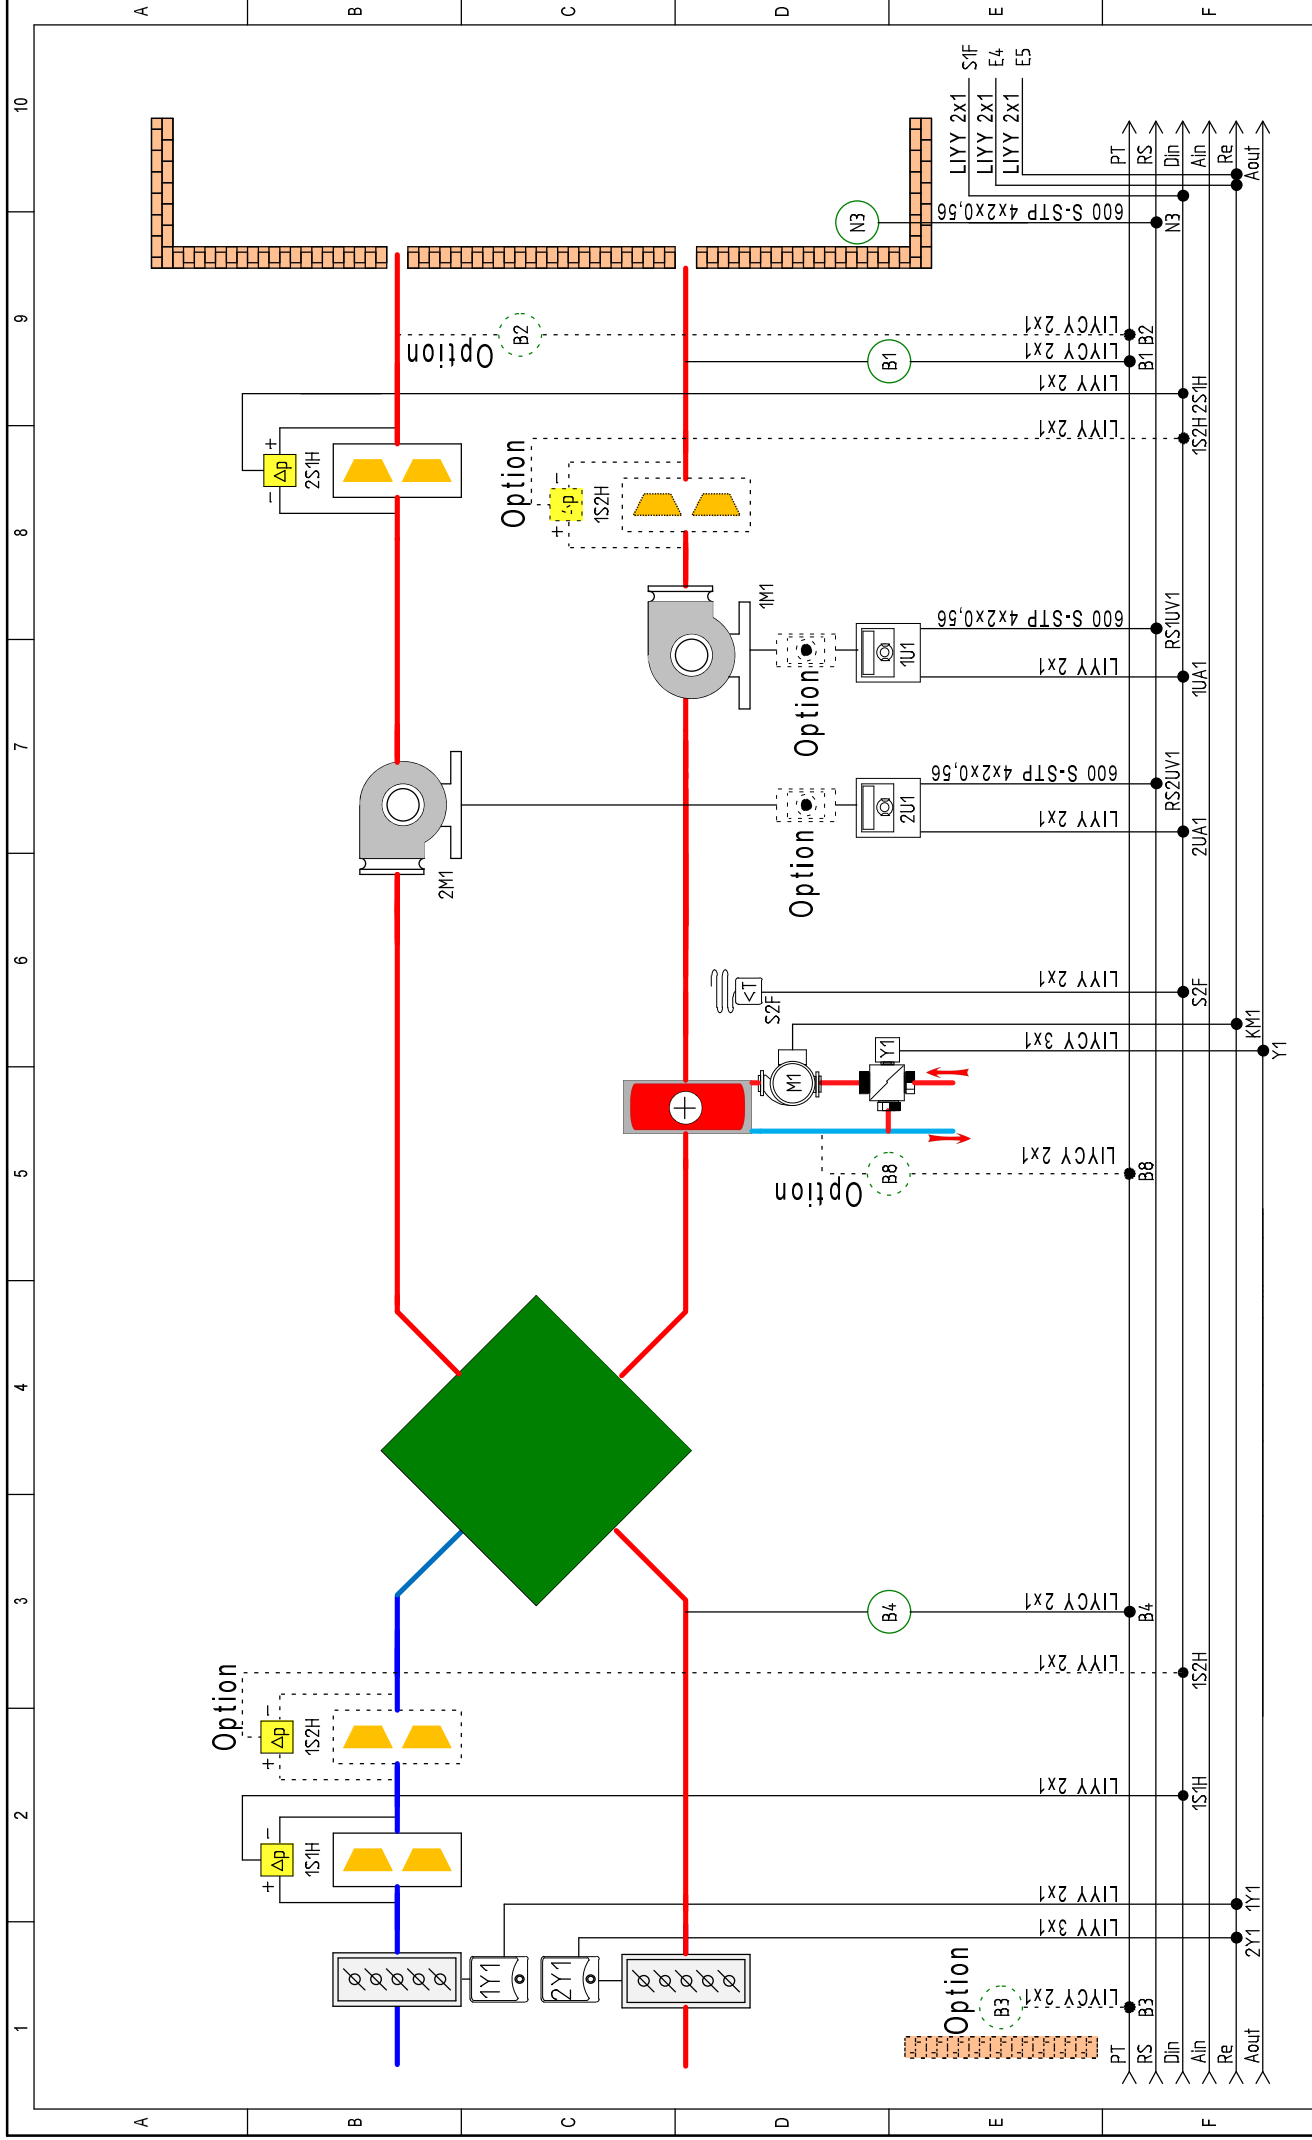 A B C D E F
10
9
8
7
6
5
4
3
2
1
S1F
E4
E5
LIYY 2x1
LIYY 2x1
LIYY 2x1
PT
RS
Din
Ain
Re
Aout
N3
600 S-STP 4x2x0,56
N3
Option
B2
LIYCY 2x1
B2
B1
LIYCY 2x1
B1
LIYY 2x1
2S1H
+
Δp
-
2S1H
Option
LIYY 2x1
1S2H
-
p
+
1S2H
1M1
Option
1U1
600 S-STP 4x2x0,56
RS1UV1
LIYY 2x1
1UA1
2M1
Option
2U1
600 S-STP 4x2x0,56
RS2UV1
LIYY 2x1
2UA1
<T
S2F
LIYY 2x1
S2F
KM1
M1
Y1
LIYCY 3x1
Y1
Option
B8
LIYCY 2x1
B8
B4
LIYCY 2x1
B4
Option
-
Δp
+
1S2H
LIYY 2x1
1S2H
-
Δp
+
1S1H
LIYY 2x1
1S1H
1Y1
LIYY 2x1
1Y1
2Y1
LIYY 3x1
2Y1
Option
B3
LIYCY 2x1
B3
PT
RS
Din
Ain
Re
Aout
A B C D E F